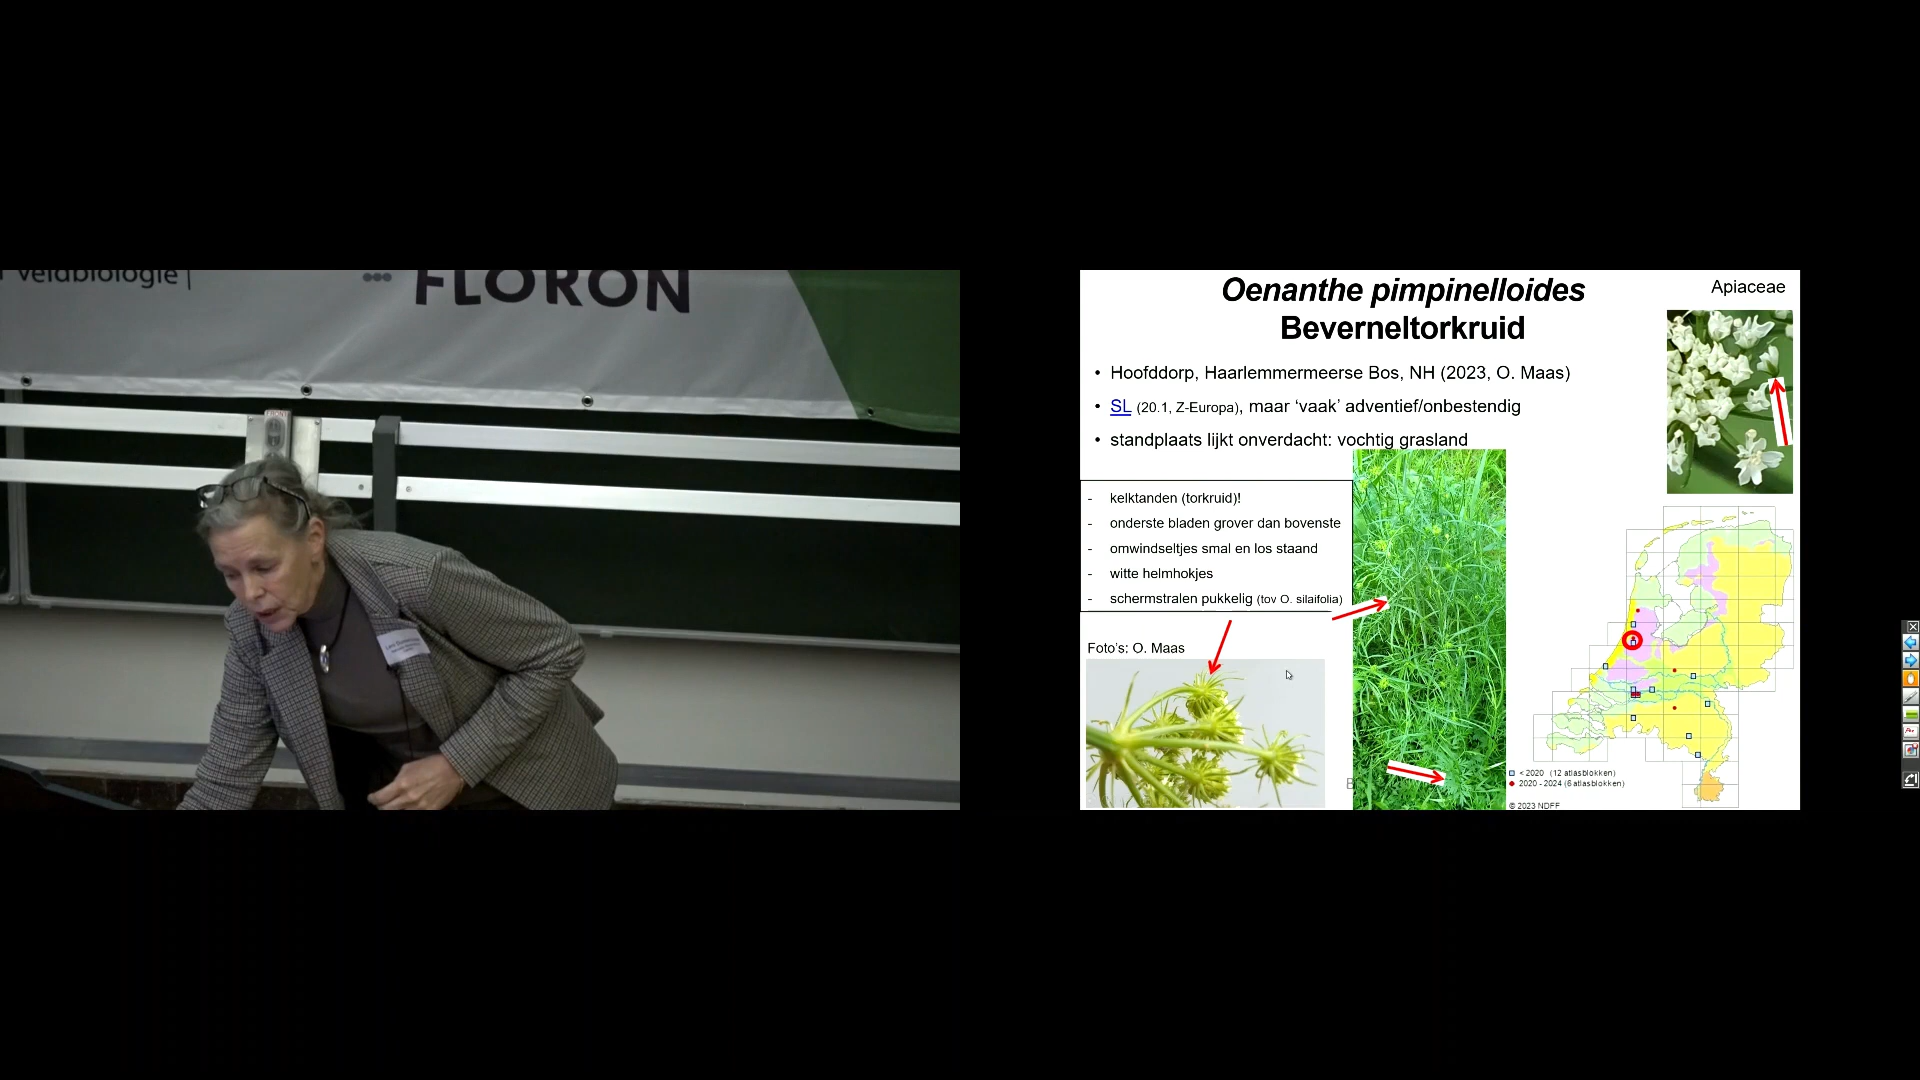 veldbiologie |
FLORON
Oenanthe pimpinelloides
Beverneltorkruid
Apiaceae
• Hoofddorp, Haarlemmermeerse Bos, NH (2023, O. Maas)
• SL (20.1, Z-Europa), maar ‘vaak’ adventief/onbestendig
• standplaats lijkt onverdacht: vochtig grasland
- kelktanden (torkruid)!
- onderste bladen grover dan bovenste
- omwindseltjes smal en los staand
- witte helmhokjes
- schermstralen pukkelig (tov O. silaifolia)
Foto's: O. Maas
B
< 2020 (12 atlasblokken)
2020 - 2024 (6 atlasblokken)
© 2023 NDFF